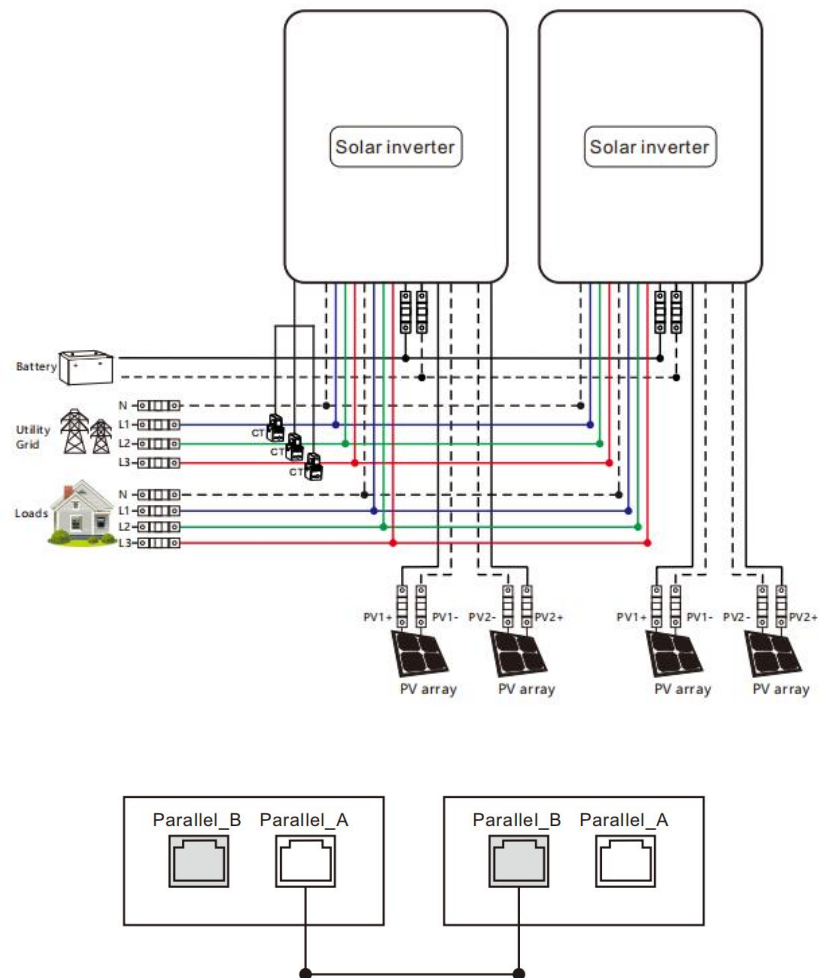 Solar inverter Solar inverter
Battery
+ -
N
Utility Grid
L1
CT
L2
CT
L3
CT
N
Loads
L1
L2
L3
PV1+ PV1- PV2- PV2+ PV1+ PV1- PV2- PV2+
PV array PV array PV array PV array
Parallel_B Parallel_A Parallel_B Parallel_A